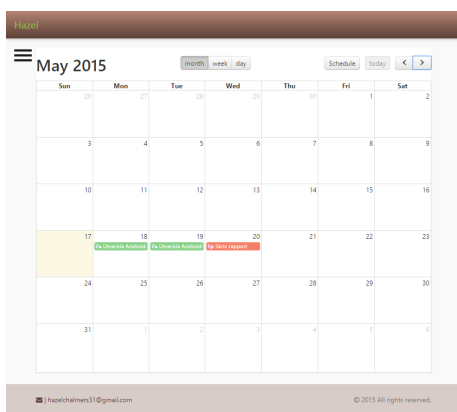 Hazel
May 2015
month week day
Schedule today
Sun Mon Tue Wed Thu Fri Sat
26 27 28 29 30 1 2
3 4 5 6 7 8 9
10 11 12 13 14 15 16
17 18 19 20 21 22 23
7a Utveckla Android 7a Utveckla Android 5p Skriv rapport
24 25 26 27 28 29 30
31 1 2 3 4 5 6
| hazelchalmers31@gmail.com © 2015 All rights reserved.